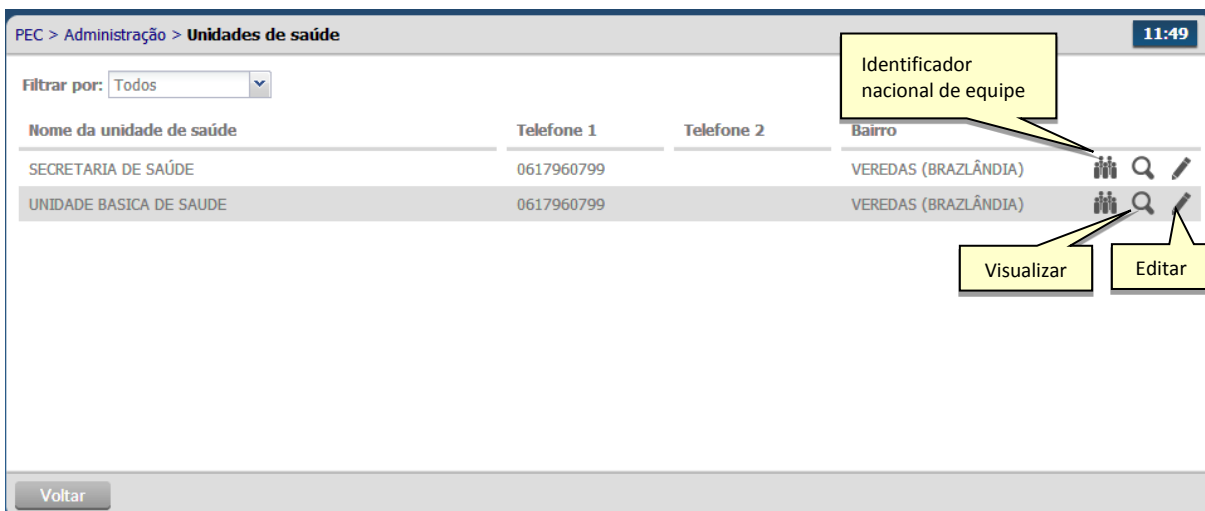 PEC > Administração > Unidades de saúde 11:49
Identificador
nacional de equipe
Filtrar por: Todos
Nome da unidade de saúde Telefone 1 Telefone 2 Bairro
SECRETARIA DE SAÚDE 0617960799 VEREDAS (BRAZLÂNDIA)
UNIDADE BASICA DE SAUDE 0617960799 VEREDAS (BRAZLÂNDIA)
Visualizar Editar
Voltar